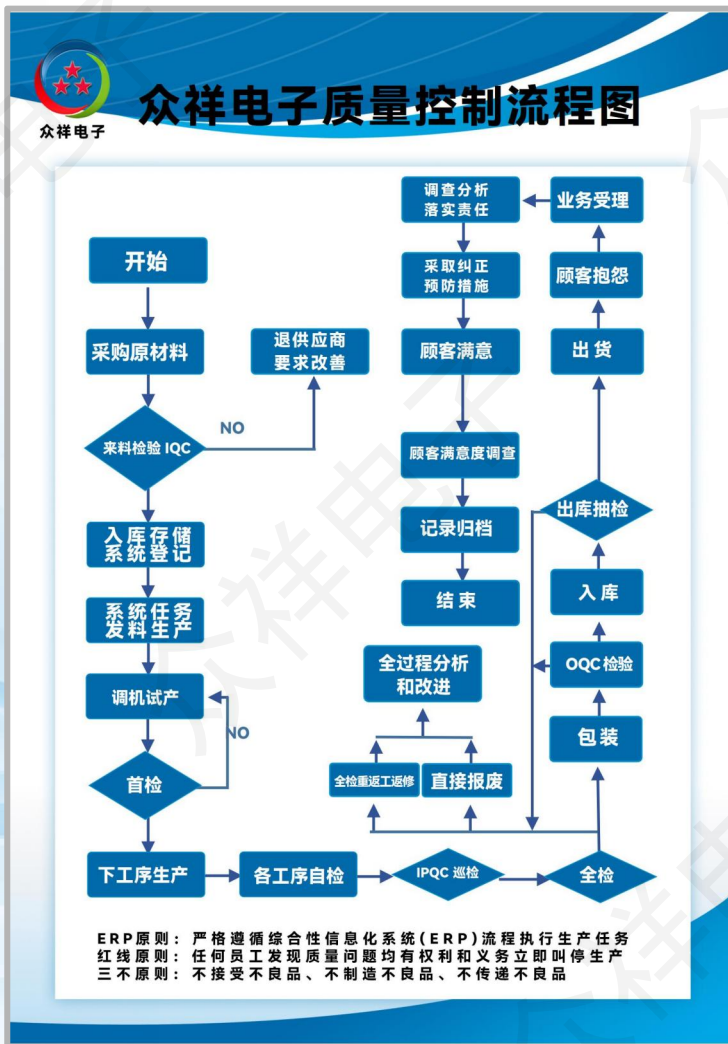 众祥电子
众祥电子质量控制流程图
开始
采购原材料
退供应商
要求改善
NO
来料检验 IQC
入库存储
系统登记
系统任务
发料生产
调机试产
NO
首检
下工序生产
各工序自检
IPQC 巡检
全检
全检重返工返修
直接报废
全过程分析
和改进
包装
OQC 检验
入库
出库抽检
出货
顾客抱怨
业务受理
调查分析
落实责任
采取纠正
预防措施
顾客满意
顾客满意度调查
记录归档
结束
ERP原则：严格遵循综合性信息化系统(ERP)流程执行生产任务
红线原则：任何员工发现质量问题均有权利和义务立即叫停生产
三不原则：不接受不良品、不制造不良品、不传递不良品
众祥电子